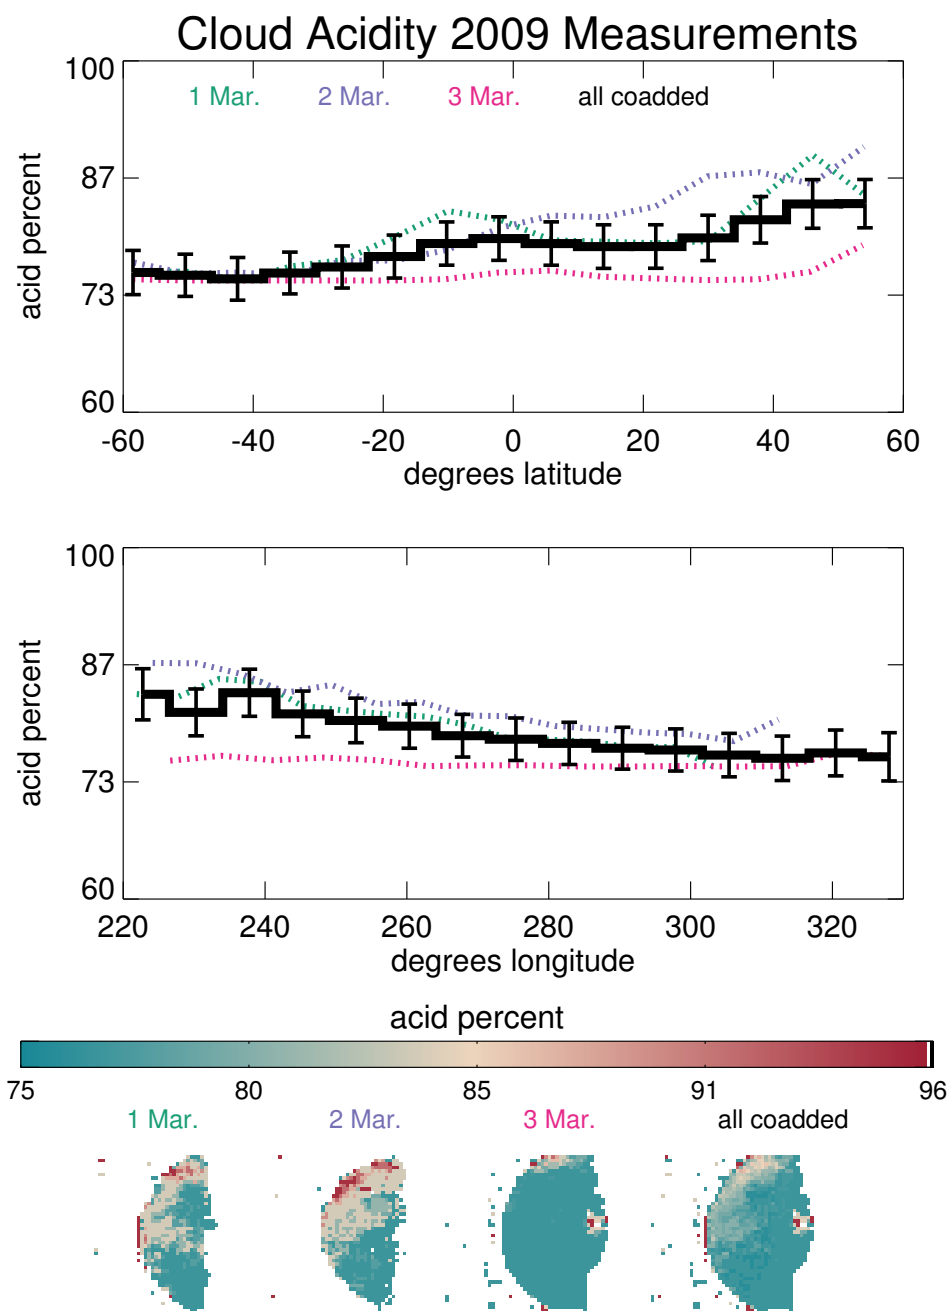 Cloud Acidity 2009 Measurements
100
1 Mar. 2 Mar. 3 Mar. all coadded
87
acid percent
73
60
-60 -40 -20 0 20 40 60
degrees latitude
100
87
acid percent
73
60
220 240 260 280 300 320
degrees longitude
acid percent
75 80 85 91 96
1 Mar. 2 Mar. 3 Mar. all coadded